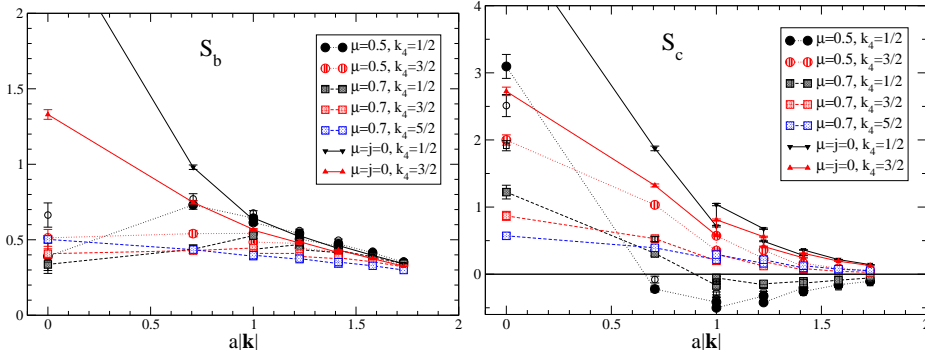 2
1.5
1
0.5
0
S_b
μ=0.5, k_4=1/2
μ=0.5, k_4=3/2
μ=0.7, k_4=1/2
μ=0.7, k_4=3/2
μ=0.7, k_4=5/2
μ=j=0, k_4=1/2
μ=j=0, k_4=3/2
0 0.5 1 1.5 2
a|k|
4
3
2
1
0
S_c
μ=0.5, k_4=1/2
μ=0.5, k_4=3/2
μ=0.7, k_4=1/2
μ=0.7, k_4=3/2
μ=0.7, k_4=5/2
μ=j=0, k_4=1/2
μ=j=0, k_4=3/2
0 0.5 1 1.5 2
a|k|